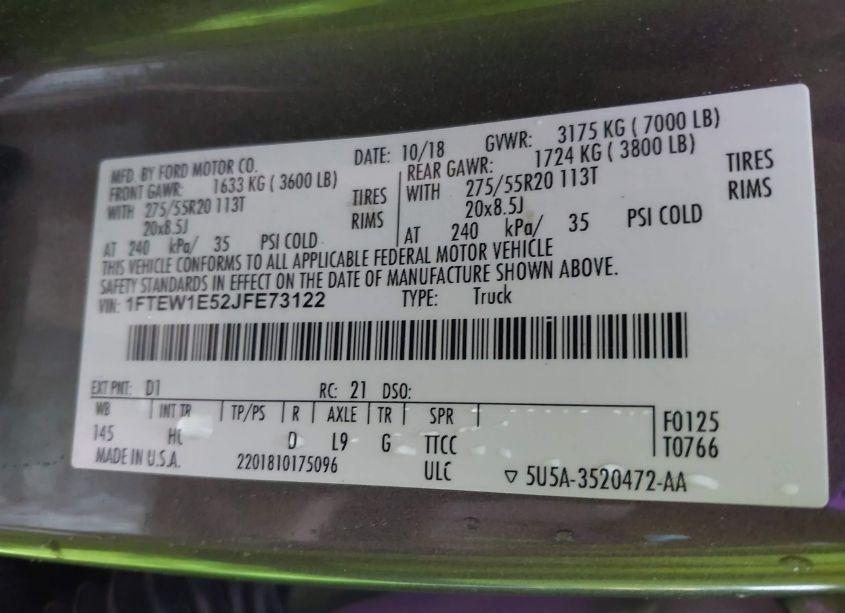 MFD. BY FORD MOTOR CO. DATE: 10/18 GVWR: 3175 KG ( 7000 LB)
FRONT GAWR: 1633 KG ( 3600 LB) REAR GAWR: 1724 KG ( 3800 LB)
WITH 275/55R20 113T TIRES WITH 275/55R20 113T TIRES
20x8.5J RIMS 20x8.5J RIMS
AT 240 kPa/ 35 PSI COLD AT 240 kPa/ 35 PSI COLD
THIS VEHICLE CONFORMS TO ALL APPLICABLE FEDERAL MOTOR VEHICLE
SAFETY STANDARDS IN EFFECT ON THE DATE OF MANUFACTURE SHOWN ABOVE.
VIN: 1FTEW1E52JFE73122 TYPE: Truck
EXT PNT: D1 RC: 21 DSO:
WB INT TR TP/PS R AXLE TR SPR F0125
145 D L9 G TTCC T0766
MADE IN U.S.A. 2201810175096 ULC ▽ 5U5A-3520472-AA